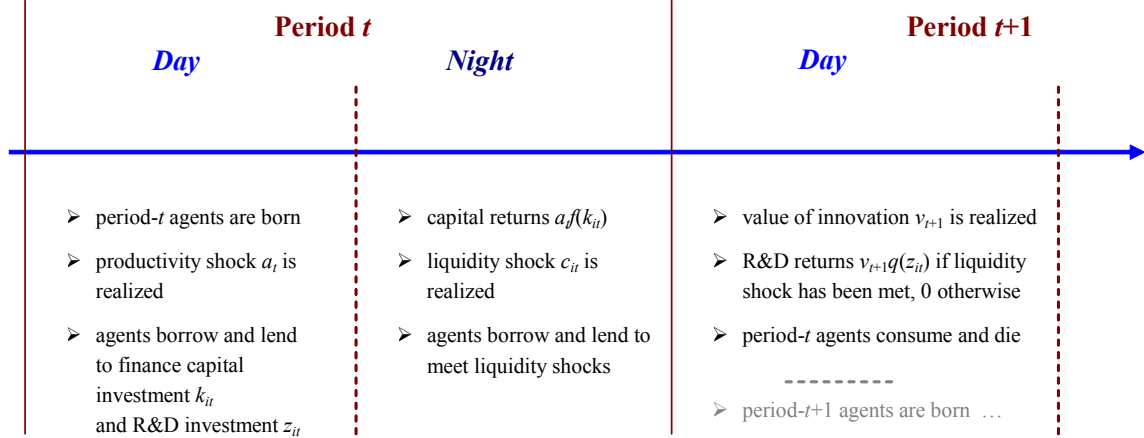 Period t
Period t+1
Day
Night
Day
➢ period-t agents are born
➢ productivity shock a_t is
realized
➢ agents borrow and lend
to finance capital
investment k_it
and R&D investment z_it
➢ capital returns a_t f(k_it)
➢ liquidity shock c_it is
realized
➢ agents borrow and lend to
meet liquidity shocks
➢ value of innovation v_t+1 is realized
➢ R&D returns v_t+1 q(z_it) if liquidity
shock has been met, 0 otherwise
➢ period-t agents consume and die
➢ period-t+1 agents are born …